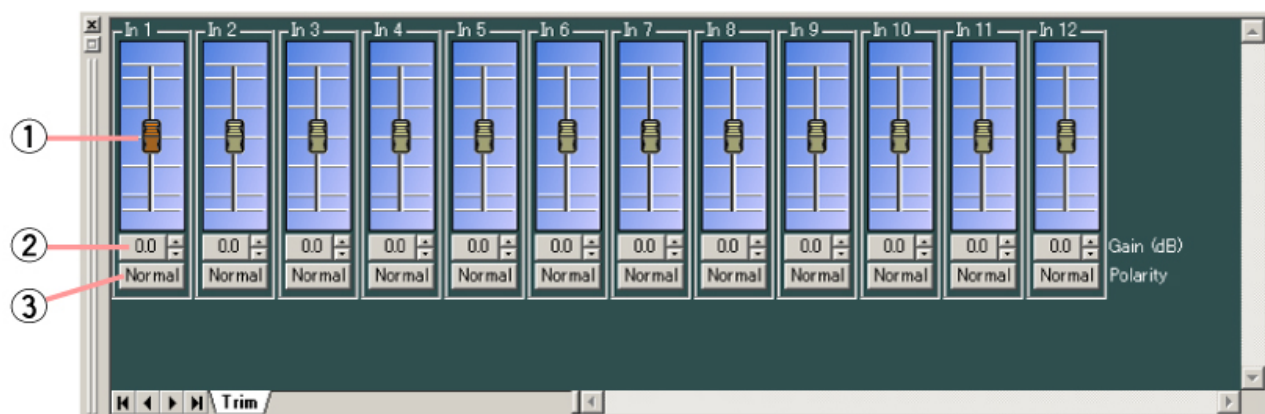 In 1 In 2 In 3 In 4 In 5 In 6 In 7 In 8 In 9 In 10 In 11 In 12
①
② 0.0 0.0 0.0 0.0 0.0 0.0 0.0 0.0 0.0 0.0 0.0 0.0 Gain (dB)
Normal Normal Normal Normal Normal Normal Normal Normal Normal Normal Normal Normal Polarity
③
Trim